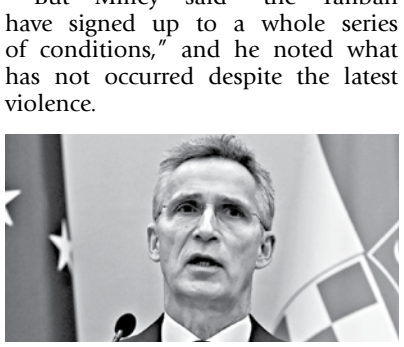 But Milley said "the Taliban
have signed up to a whole series
of conditions," and he noted what
has not occurred despite the latest
violence.